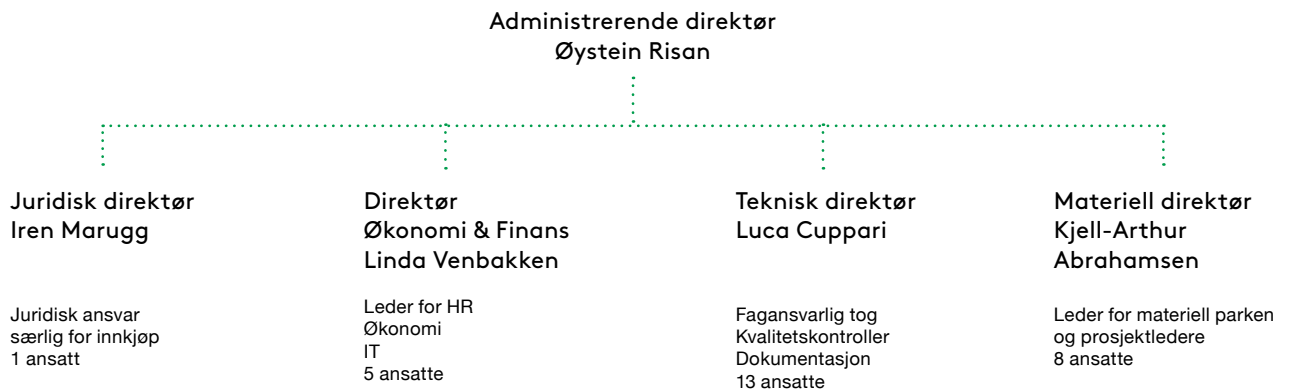 Administrerende direktør
Øystein Risan
Juridisk direktør
Iren Marugg
Juridisk ansvar
særlig for innkjøp
1 ansatt
Direktør
Økonomi & Finans
Linda Venbakken
Leder for HR
Økonomi
IT
5 ansatte
Teknisk direktør
Luca Cuppari
Fagansvarlig tog
Kvalitetskontroller
Dokumentasjon
13 ansatte
Materiell direktør
Kjell-Arthur
Abrahamsen
Leder for materiell parken
og prosjektledere
8 ansatte